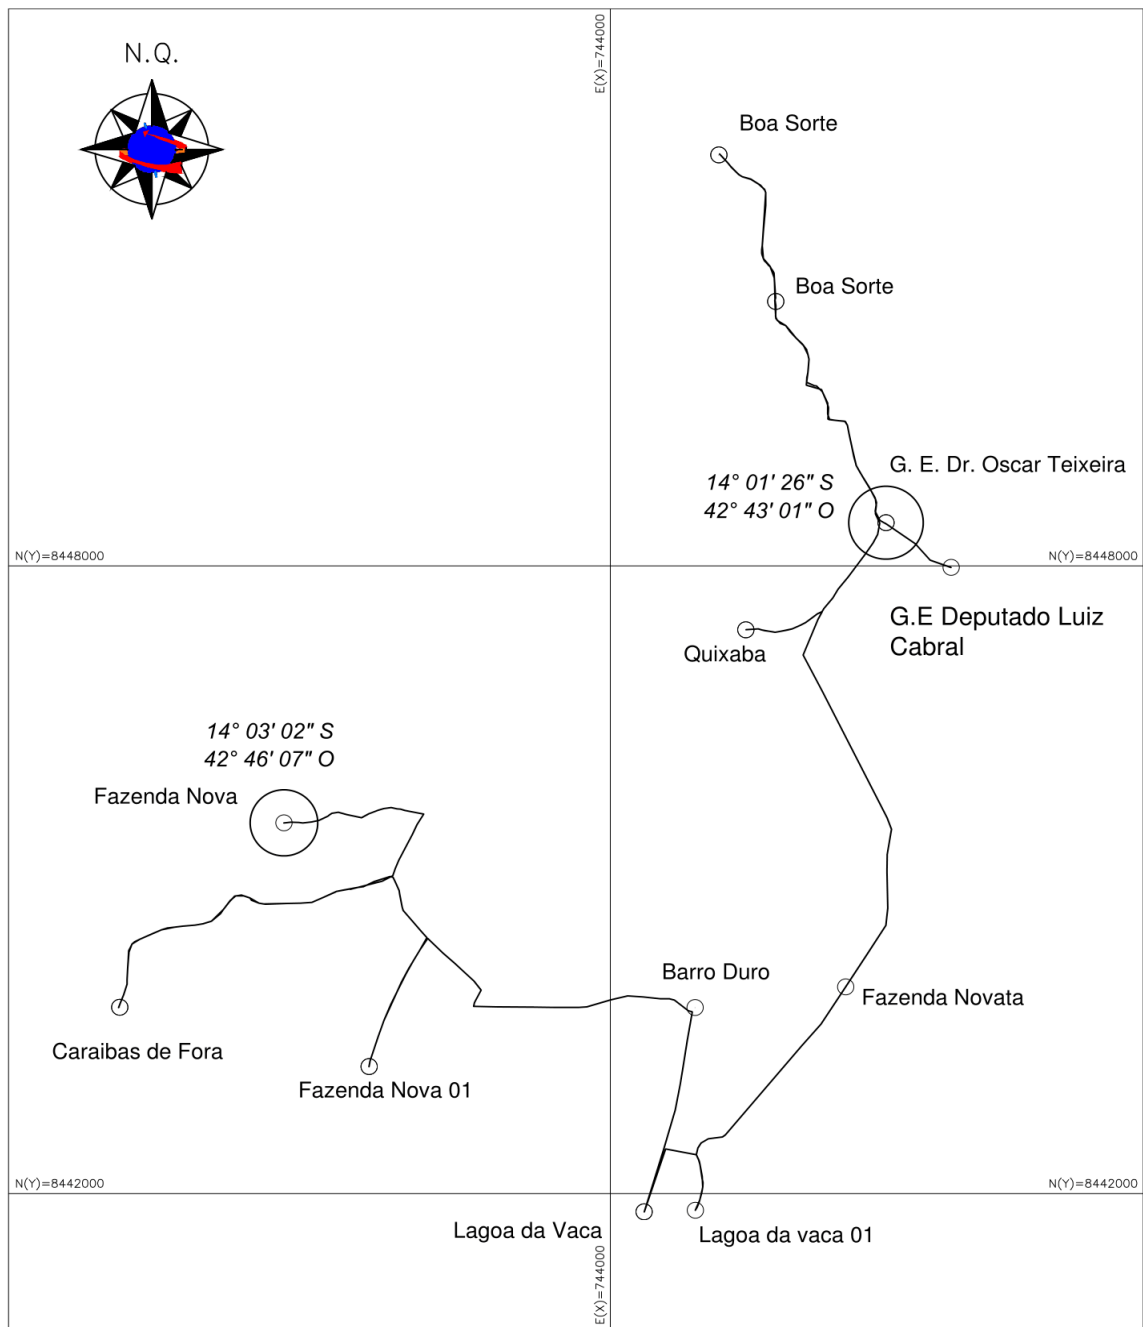 N.Q.
E(X)=744000
Boa Sorte
Boa Sorte
G. E. Dr. Oscar Teixeira
14° 01' 26" S
42° 43' 01" O
N(Y)=8448000
N(Y)=8448000
G.E Deputado Luiz
Cabral
Quixaba
14° 03' 02" S
42° 46' 07" O
Fazenda Nova
Barro Duro
Fazenda Novata
Caraibas de Fora
Fazenda Nova 01
N(Y)=8442000
N(Y)=8442000
Lagoa da Vaca
Lagoa da vaca 01
E(X)=744000